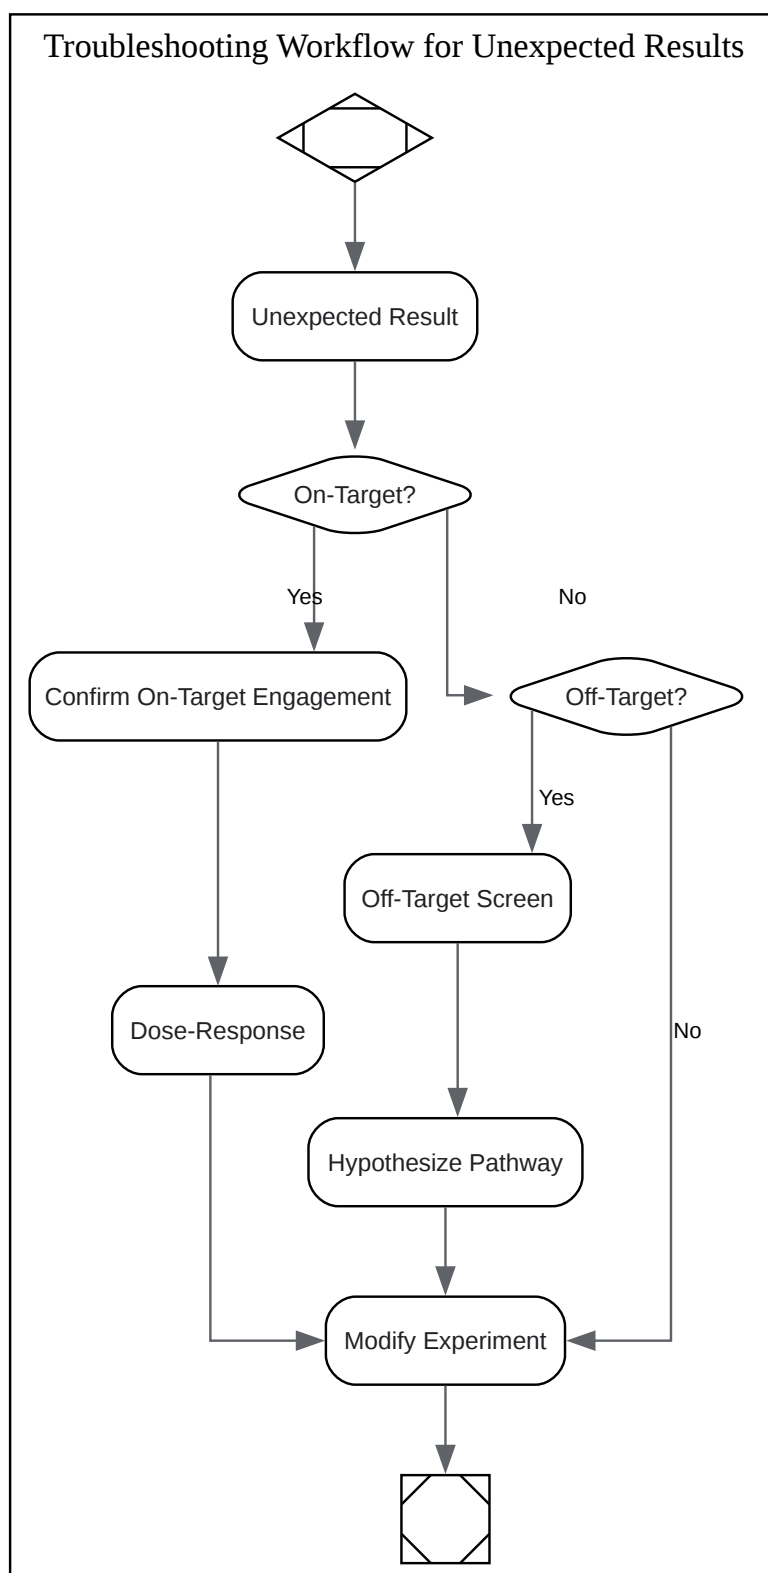 Troubleshooting Workflow for Unexpected Results
Unexpected Result
On-Target?
Yes
No
Confirm On-Target Engagement
Off-Target?
Yes
Off-Target Screen
Dose-Response
No
Hypothesize Pathway
Modify Experiment